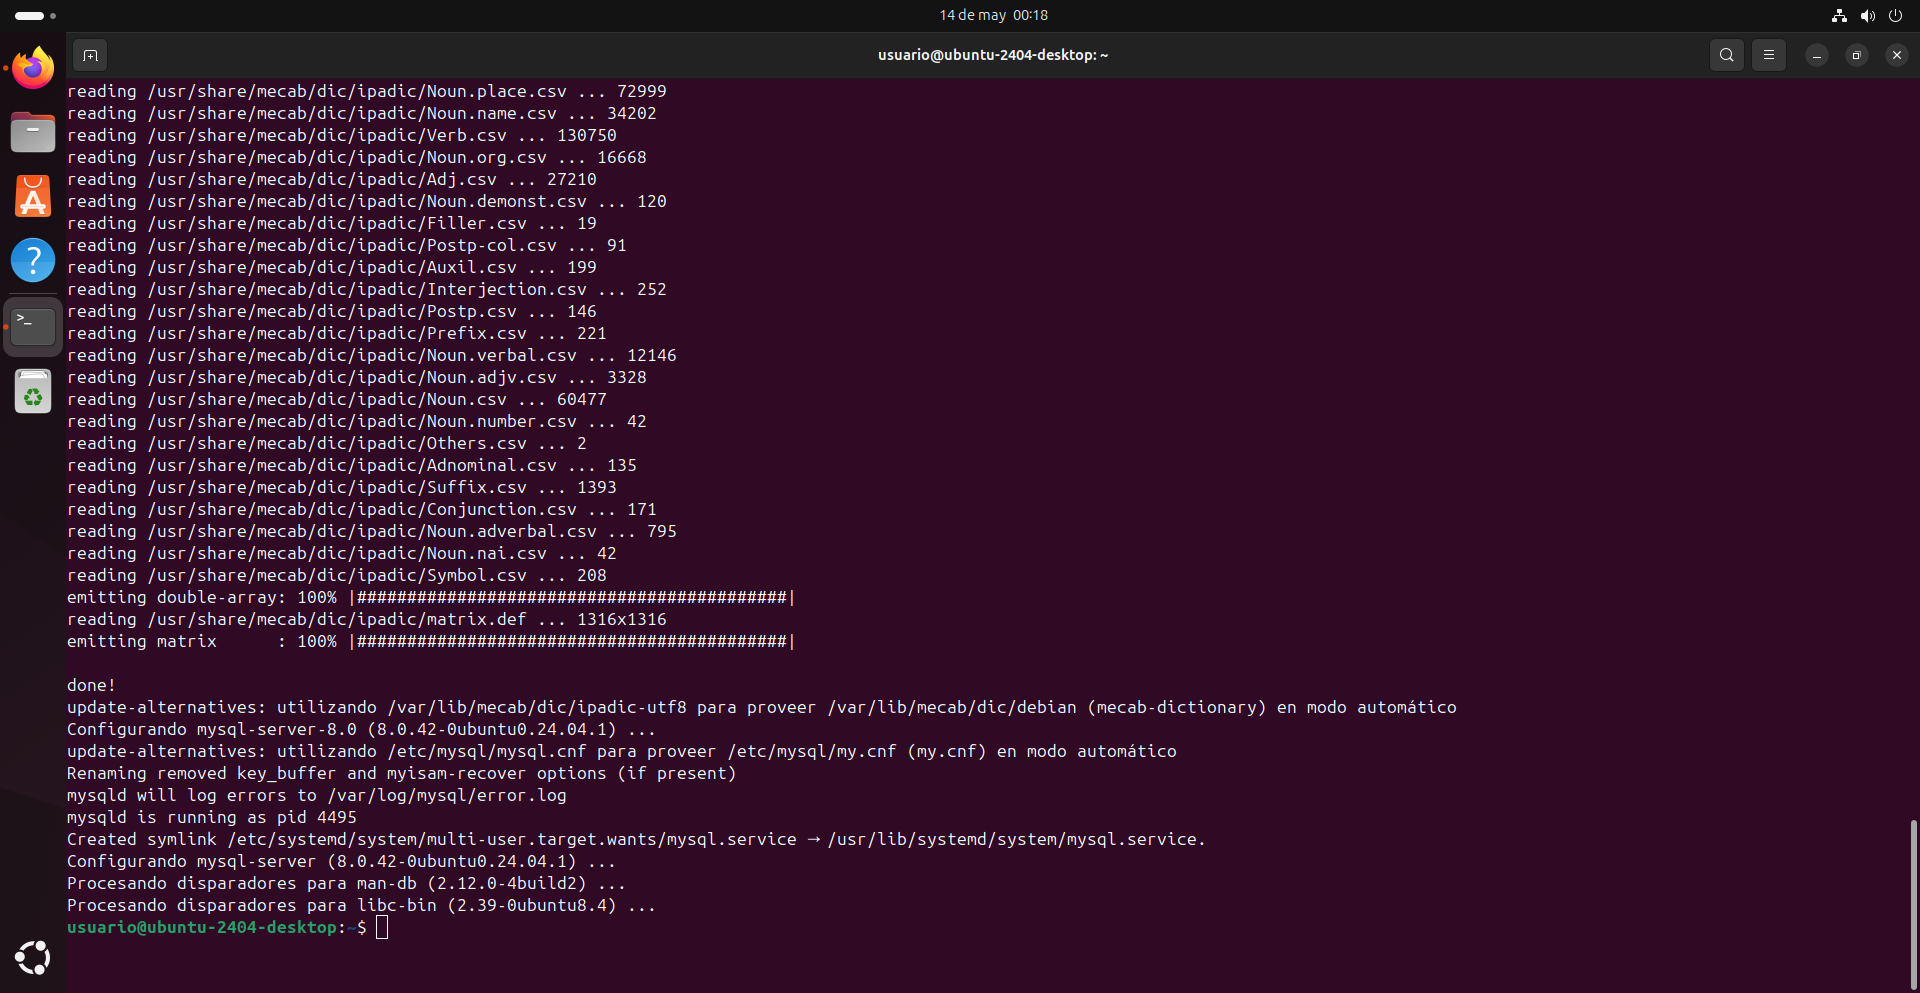 14 de may 00:18
usuario@ubuntu-2404-desktop: ~
reading /usr/share/mecab/dic/ipadic/Noun.place.csv ... 72999
reading /usr/share/mecab/dic/ipadic/Noun.name.csv ... 34202
reading /usr/share/mecab/dic/ipadic/Verb.csv ... 130750
reading /usr/share/mecab/dic/ipadic/Noun.org.csv ... 16668
reading /usr/share/mecab/dic/ipadic/Adj.csv ... 27210
reading /usr/share/mecab/dic/ipadic/Noun.demonst.csv ... 120
reading /usr/share/mecab/dic/ipadic/Filler.csv ... 19
reading /usr/share/mecab/dic/ipadic/Postp-col.csv ... 91
reading /usr/share/mecab/dic/ipadic/Auxil.csv ... 199
reading /usr/share/mecab/dic/ipadic/Interjection.csv ... 252
reading /usr/share/mecab/dic/ipadic/Postp.csv ... 146
reading /usr/share/mecab/dic/ipadic/Prefix.csv ... 221
reading /usr/share/mecab/dic/ipadic/Noun.verbal.csv ... 12146
reading /usr/share/mecab/dic/ipadic/Noun.adjv.csv ... 3328
reading /usr/share/mecab/dic/ipadic/Noun.csv ... 60477
reading /usr/share/mecab/dic/ipadic/Noun.number.csv ... 42
reading /usr/share/mecab/dic/ipadic/Others.csv ... 2
reading /usr/share/mecab/dic/ipadic/Adnominal.csv ... 135
reading /usr/share/mecab/dic/ipadic/Suffix.csv ... 1393
reading /usr/share/mecab/dic/ipadic/Conjunction.csv ... 171
reading /usr/share/mecab/dic/ipadic/Noun.adverbal.csv ... 795
reading /usr/share/mecab/dic/ipadic/Noun.nai.csv ... 42
reading /usr/share/mecab/dic/ipadic/Symbol.csv ... 208
emitting double-array: 100% |###########################################|
reading /usr/share/mecab/dic/ipadic/matrix.def ... 1316x1316
emitting matrix      : 100% |###########################################|
done!
update-alternatives: utilizando /var/lib/mecab/dic/ipadic-utf8 para proveer /var/lib/mecab/dic/debian (mecab-dictionary) en modo automático
Configurando mysql-server-8.0 (8.0.42-0ubuntu0.24.04.1) ...
update-alternatives: utilizando /etc/mysql/mysql.cnf para proveer /etc/mysql/my.cnf (my.cnf) en modo automático
Renaming removed key_buffer and myisam-recover options (if present)
mysqld will log errors to /var/log/mysql/error.log
mysqld is running as pid 4495
Created symlink /etc/systemd/system/multi-user.target.wants/mysql.service → /usr/lib/systemd/system/mysql.service.
Configurando mysql-server (8.0.42-0ubuntu0.24.04.1) ...
Procesando disparadores para man-db (2.12.0-4build2) ...
Procesando disparadores para libc-bin (2.39-0ubuntu8.4) ...
usuario@ubuntu-2404-desktop:~$